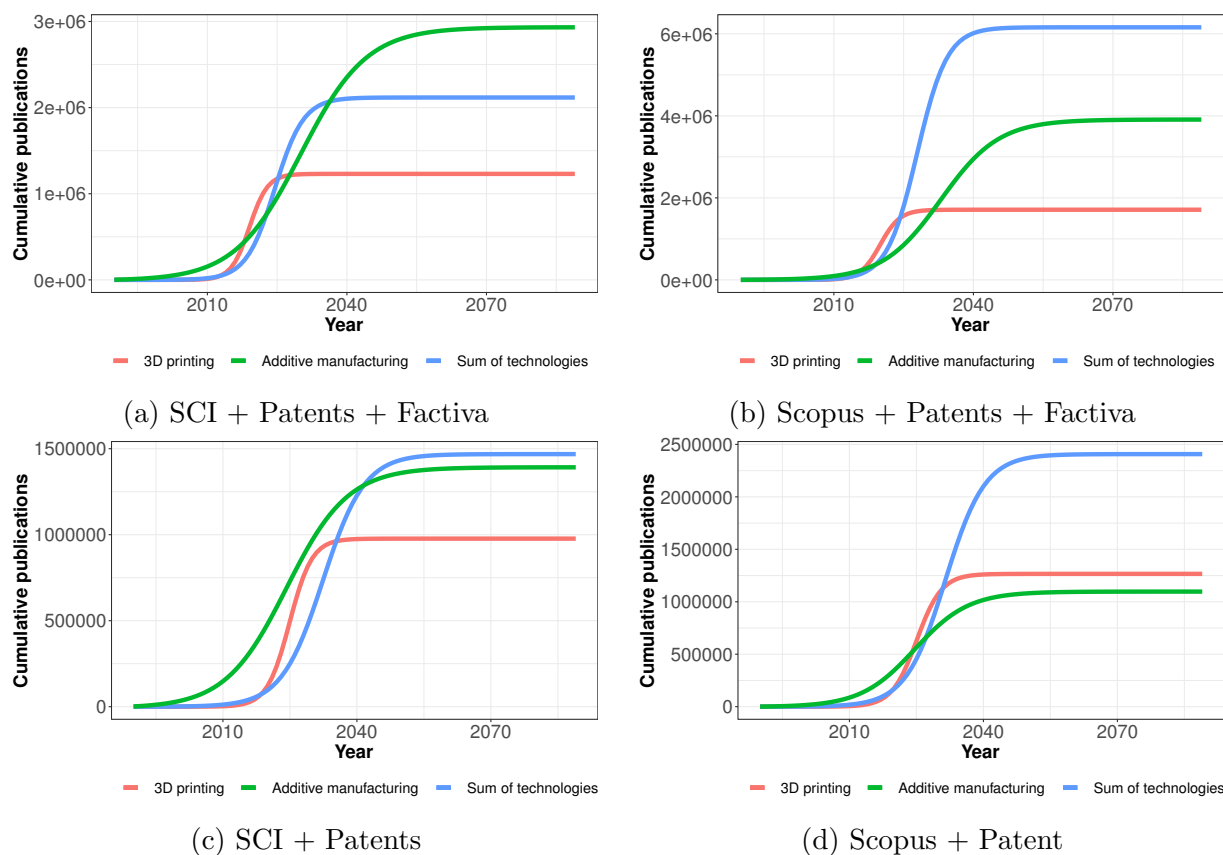 3e+06
2e+06
1e+06
0e+00
Cumulative publications
2010 2040 2070
Year
3D printing Additive manufacturing Sum of technologies
(a) SCI + Patents + Factiva
6e+06
4e+06
2e+06
0e+00
Cumulative publications
2010 2040 2070
Year
3D printing Additive manufacturing Sum of technologies
(b) Scopus + Patents + Factiva
1500000
1000000
500000
0
Cumulative publications
2010 2040 2070
Year
3D printing Additive manufacturing Sum of technologies
(c) SCI + Patents
2500000
2000000
1500000
1000000
500000
0
Cumulative publications
2010 2040 2070
Year
3D printing Additive manufacturing Sum of technologies
(d) Scopus + Patent